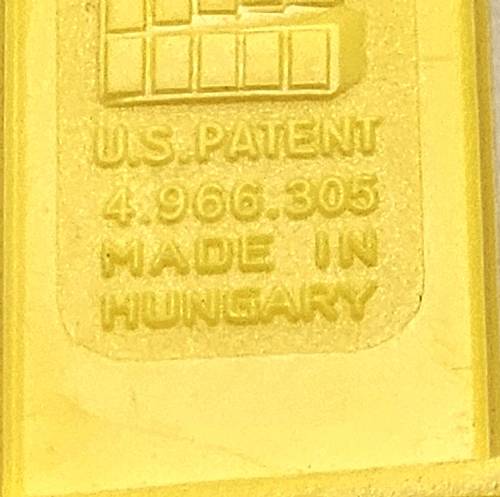 U.S. PATENT
4.966.305
MADE IN
HUNGARY